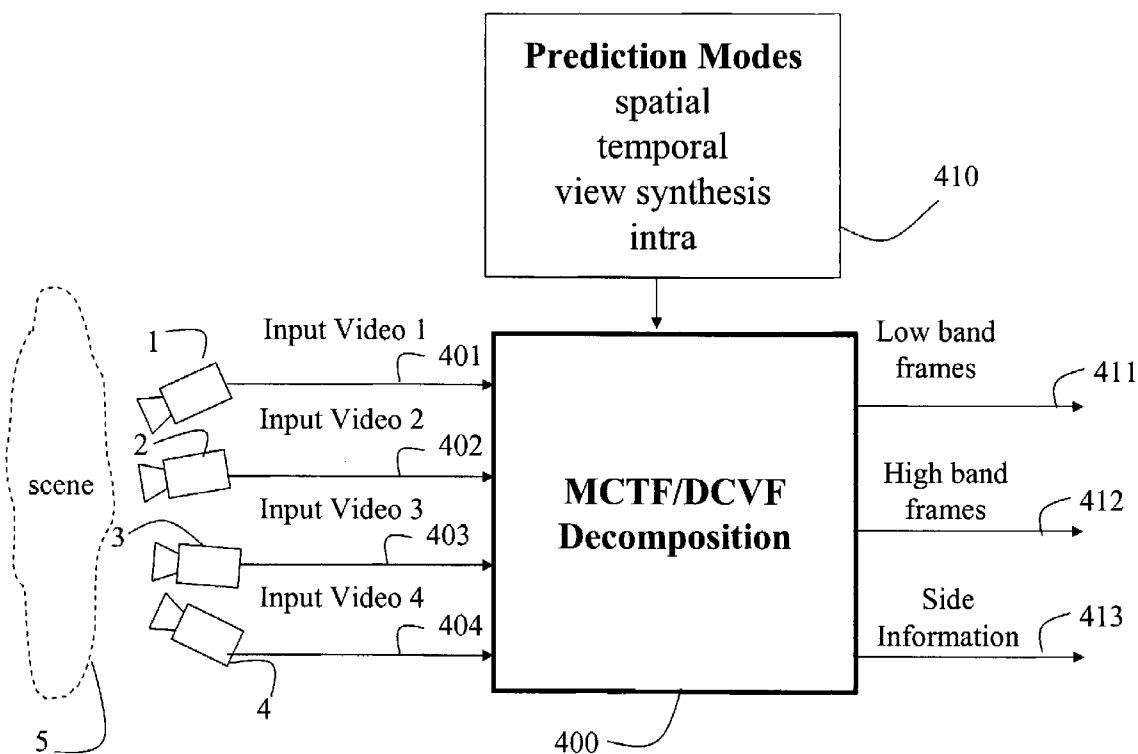 Prediction Modes
spatial
temporal
view synthesis
intra
410
1
Input Video 1
401
Low band
frames
411
2
Input Video 2
402
scene
MCTF/DCVF
Decomposition
High band
frames
412
3
Input Video 3
403
Input Video 4
404
Side
Information
413
4
5
400